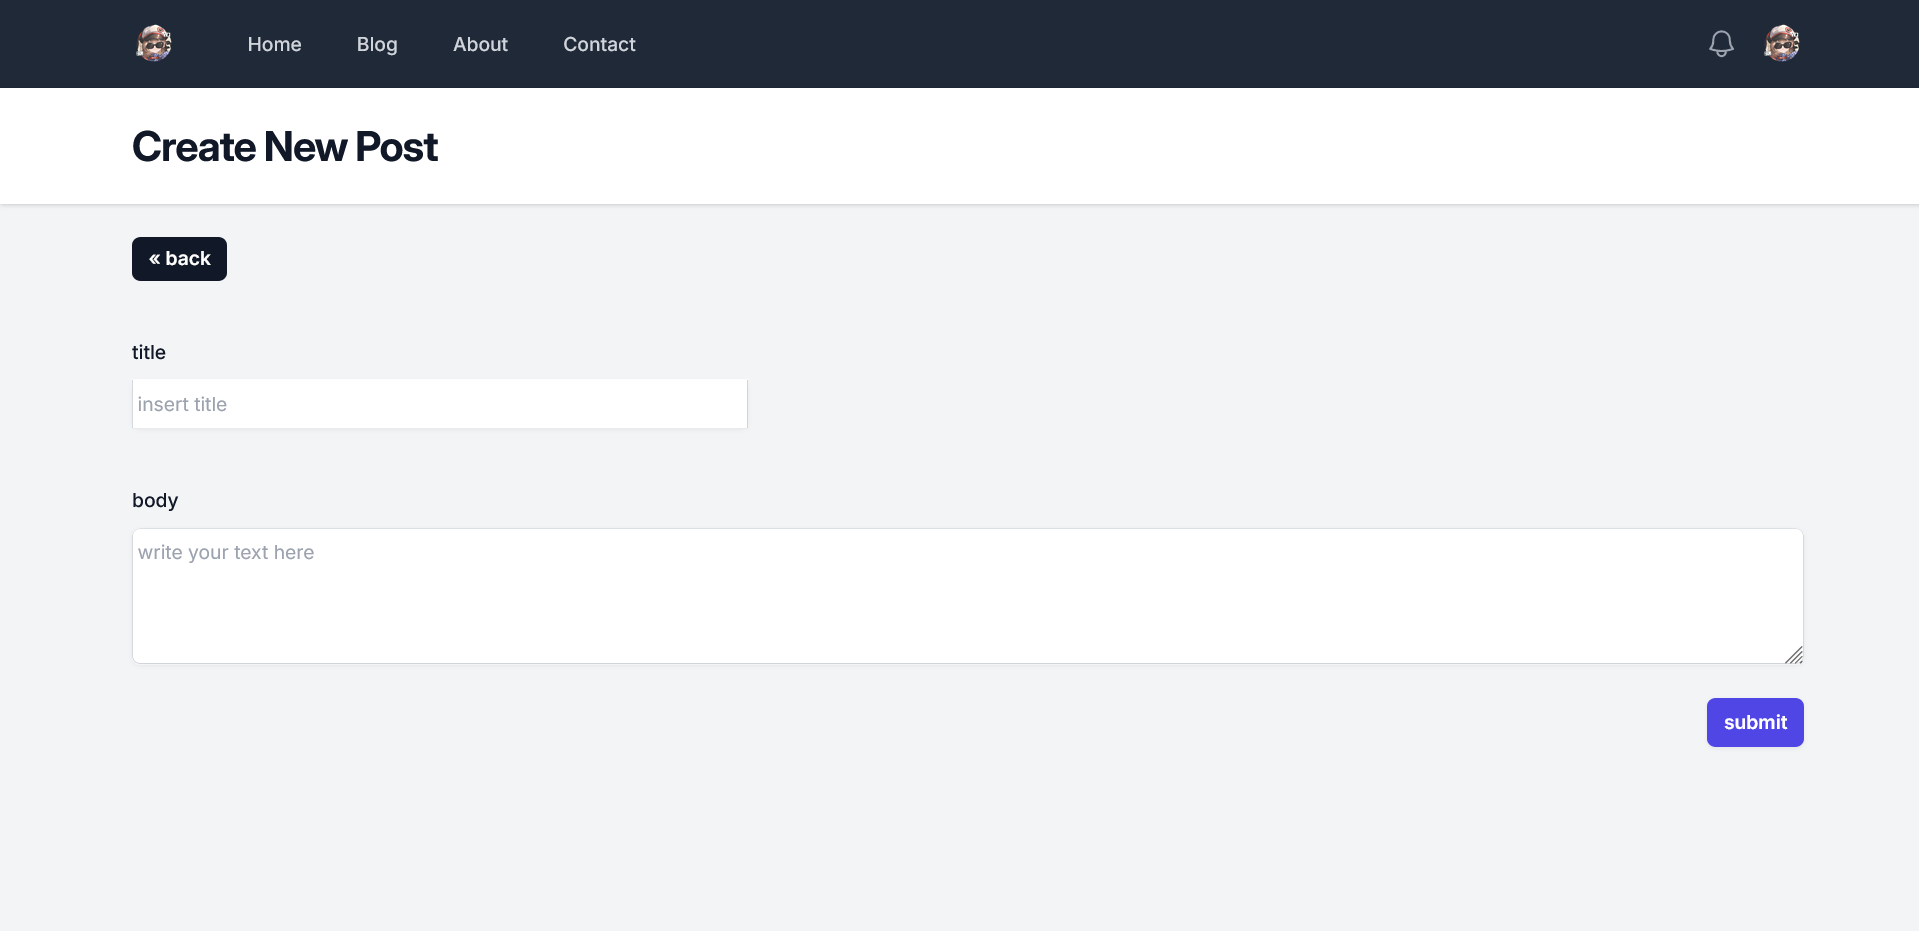 Home Blog About Contact
Create New Post
« back
title
insert title
body
write your text here
submit